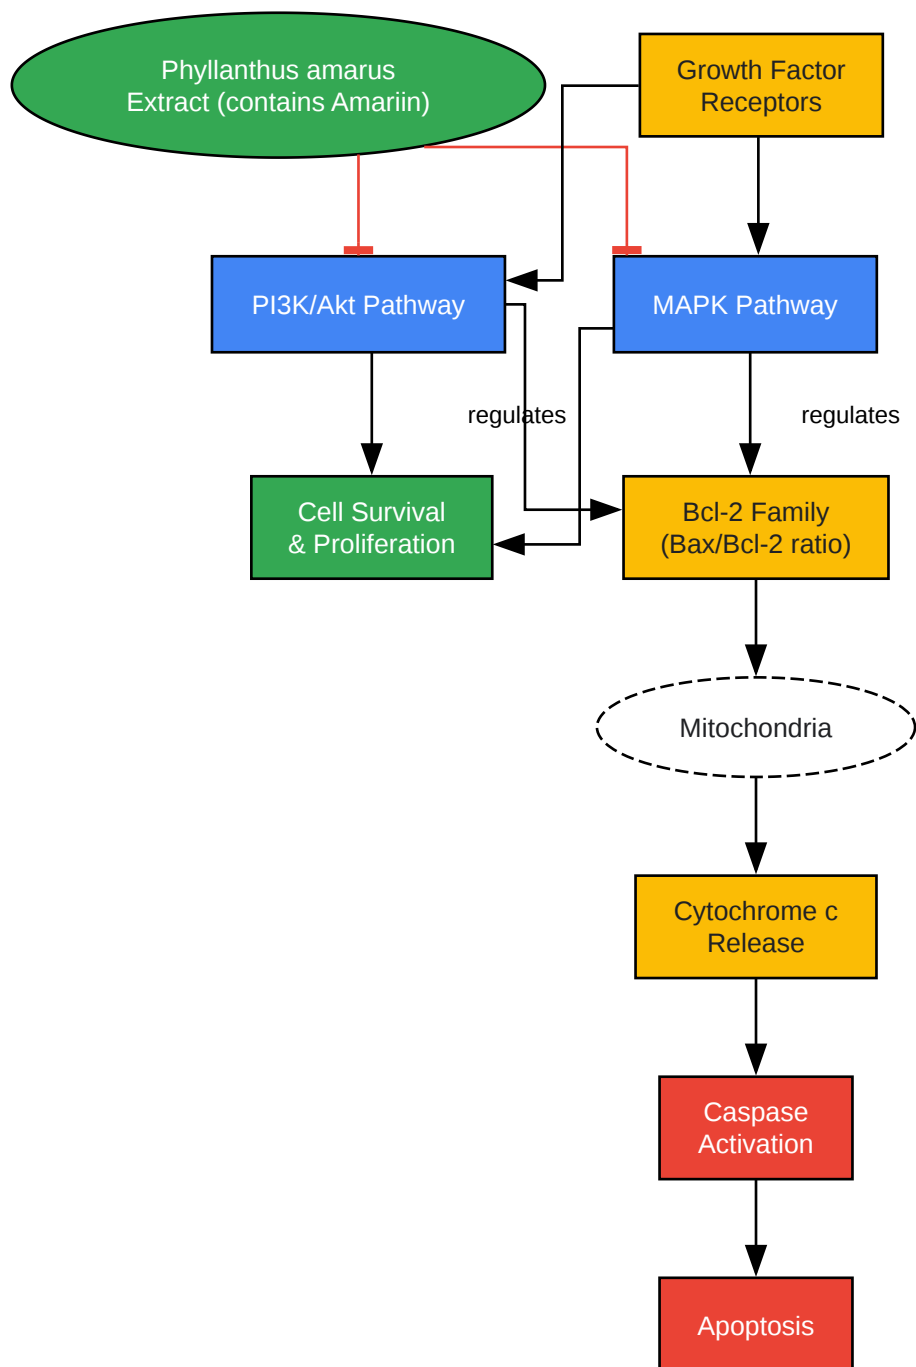 Phyllanthus amarus
Extract (contains Amariin)
Growth Factor
Receptors
PI3K/Akt Pathway
MAPK Pathway
regulates
regulates
Cell Survival
& Proliferation
Bcl-2 Family
(Bax/Bcl-2 ratio)
Mitochondria
Cytochrome c
Release
Caspase
Activation
Apoptosis